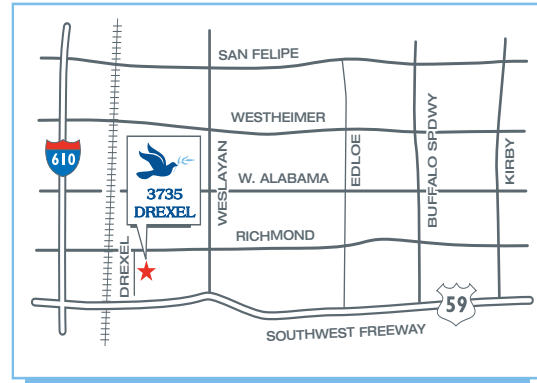 SAN FELIPE
WESTHEIMER
610
3735
DREXEL
WESLAYAN
W. ALABAMA
EDLOE
BUFFALO SPDWY
KIRBY
RICHMOND
DREXEL
59
SOUTHWEST FREEWAY